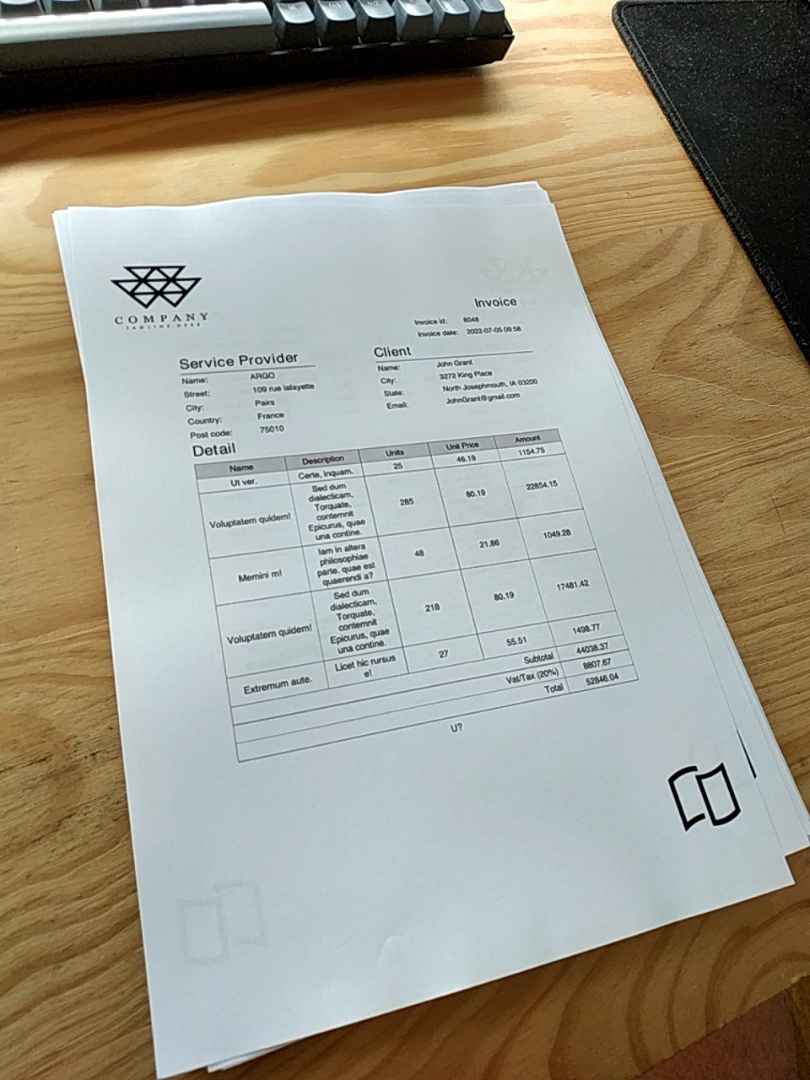 COMPANY
TAGLINE HERE
Invoice
Invoice id: 6048
Invoice date: 2022-07-05 09:58
Service Provider
Name: ARGO
Street: 109 rue lafayette
City: Pairs
Country: France
Post code: 75010
Client
Name: John Grant
City: 3272 King Place
State: North Josephmouth, IA 03200
Email: JohnGrant@gmail.com
Detail
Name Description Units Unit Price Amount
Ut ver. Certe, inquam. 25 46.19 1154.75
Voluptatem quidem! Sed dum
dialecticam,
Torquate,
contemnit
Epicurus, quae
una contine. 285 80.19 22854.15
Memini m! Iam in altera
philosophiae
parte. quae est
quaerendi a? 48 21.86 1049.28
Voluptatem quidem! Sed dum
dialecticam,
Torquate,
contemnit
Epicurus, quae
una contine. 218 80.19 17481.42
Extremum aute. Licet hic rursus
e! 27 55.51 1498.77
Subtotal 44038.37
Vat/Tax (20%) 8807.67
Total 52846.04
U?